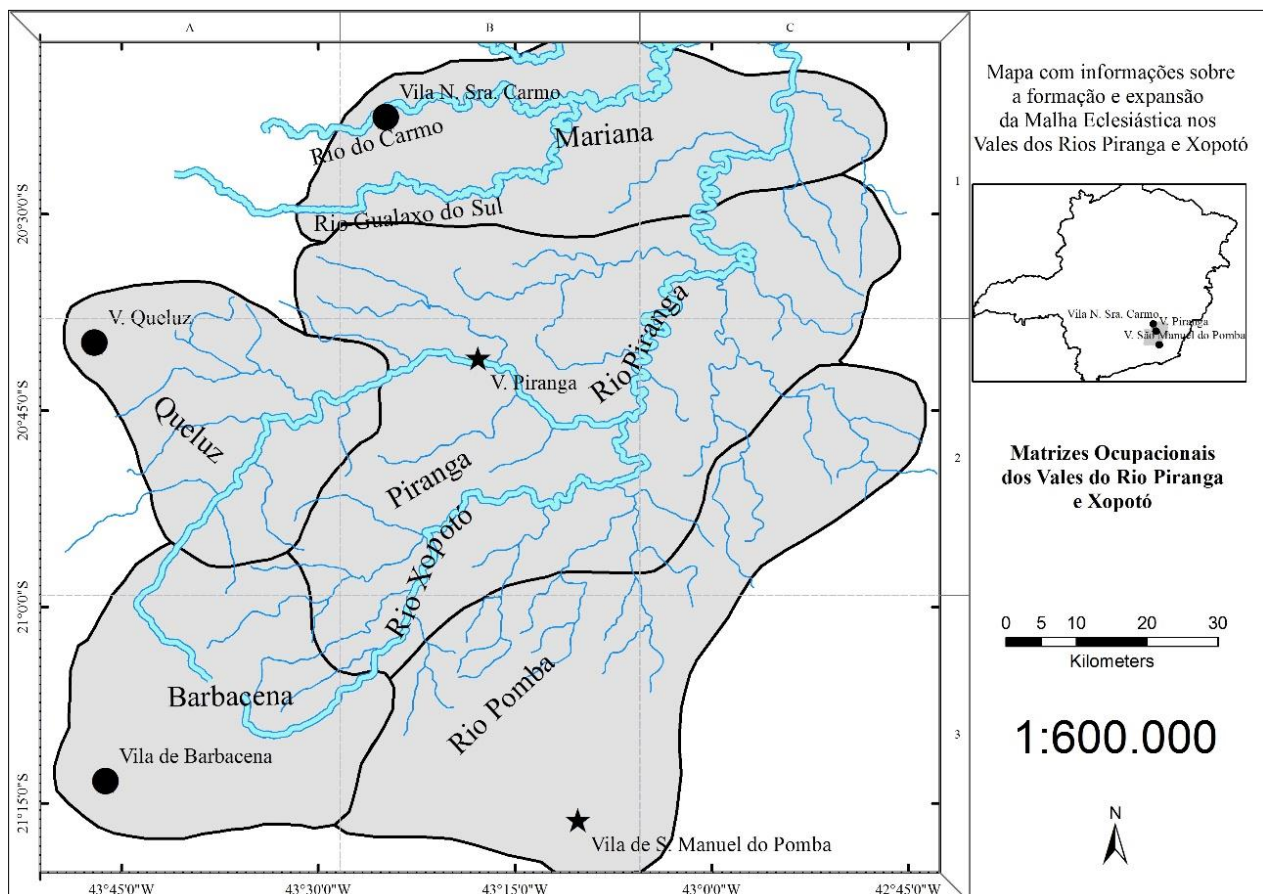 A
B
C
Vila N. Sra. Carmo
Rio do Carmo
Mariana
Rio Gualaxo do Sul
V. Queluz
Queluz
V. Piranga
Rio Piranga
Piranga
Rio Xopotó
Barbacena
Vila de Barbacena
Rio Pomba
Vila de S. Manuel do Pomba
1
2
3
20°30'0"S
20°45'0"S
21°0'0"S
21°15'0"S
43°45'0"W
43°30'0"W
43°15'0"W
43°0'0"W
42°45'0"W
Mapa com informações sobre
a formação e expansão
da Malha Eclesiástica nos
Vales dos Rios Piranga e Xopotó
Vila N. Sra. Carmo
V. Piranga
V. São Manuel do Pomba
Matrizes Ocupacionais
dos Vales do Rio Piranga
e Xopotó
0 5 10 20 30
Kilometers
1:600.000
N